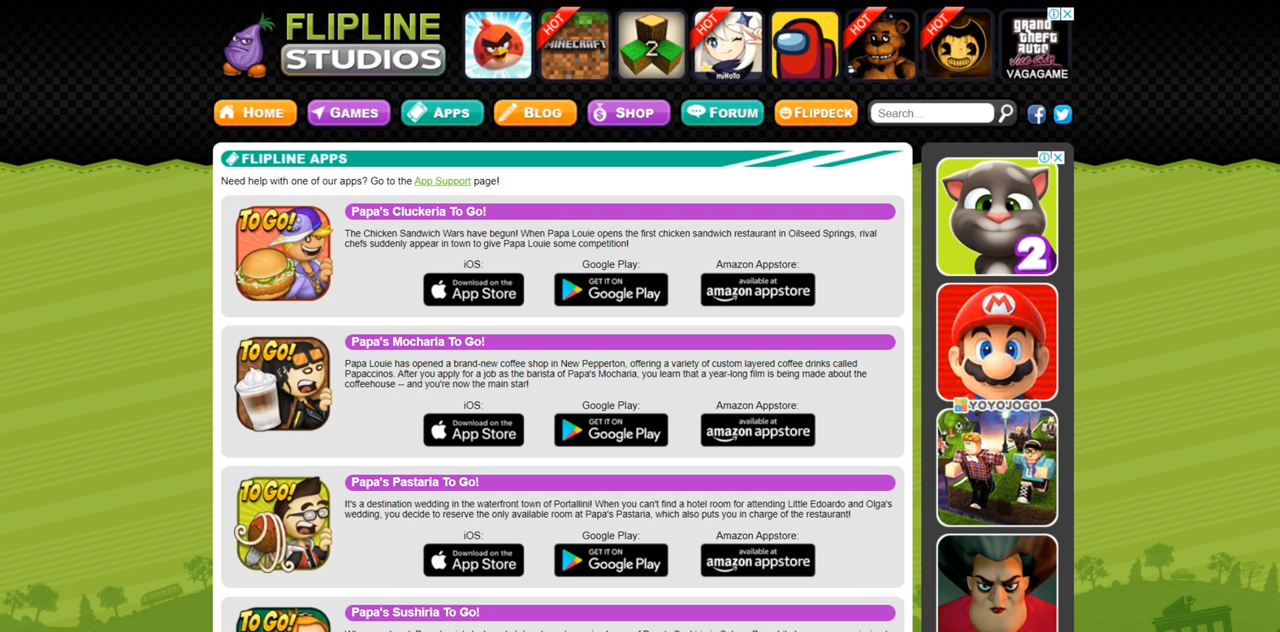 FLIPLINE
STUDIOS
HOT
MINECRAFT
2
HOT
miHoYo
HOT
HOT
grand
theft
auto
Vice City
VAGAGAME
HOME
GAMES
APPS
BLOG
SHOP
FORUM
FLIPDECK
Search...
FLIPLINE APPS
Need help with one of our apps? Go to the App Support page!
TO GO!
Papa's Cluckeria To Go!
The Chicken Sandwich Wars have begun! When Papa Louie opens the first chicken sandwich restaurant in Oilseed Springs, rival
chefs suddenly appear in town to give Papa Louie some competition!
iOS: Google Play: Amazon Appstore:
Download on the
App Store
GET IT ON
Google Play
available at
amazon appstore
TO GO!
Papa's Mocharia To Go!
Papa Louie has opened a brand-new coffee shop in New Pepperton, offering a variety of custom layered coffee drinks called
Papaccinos. After you apply for a job as the barista of Papa's Mocharia, you learn that a year-long film is being made about the
coffeehouse -- and you're now the main star!
iOS: Google Play: Amazon Appstore:
Download on the
App Store
GET IT ON
Google Play
available at
amazon appstore
TO GO!
Papa's Pastaria To Go!
It's a destination wedding in the waterfront town of Portallini! When you can't find a hotel room for attending Little Edoardo and Olga's
wedding, you decide to reserve the only available room at Papa's Pastaria, which also puts you in charge of the restaurant!
iOS: Google Play: Amazon Appstore:
Download on the
App Store
GET IT ON
Google Play
available at
amazon appstore
TO GO!
Papa's Sushiria To Go!
2
M
YOYOJOGO